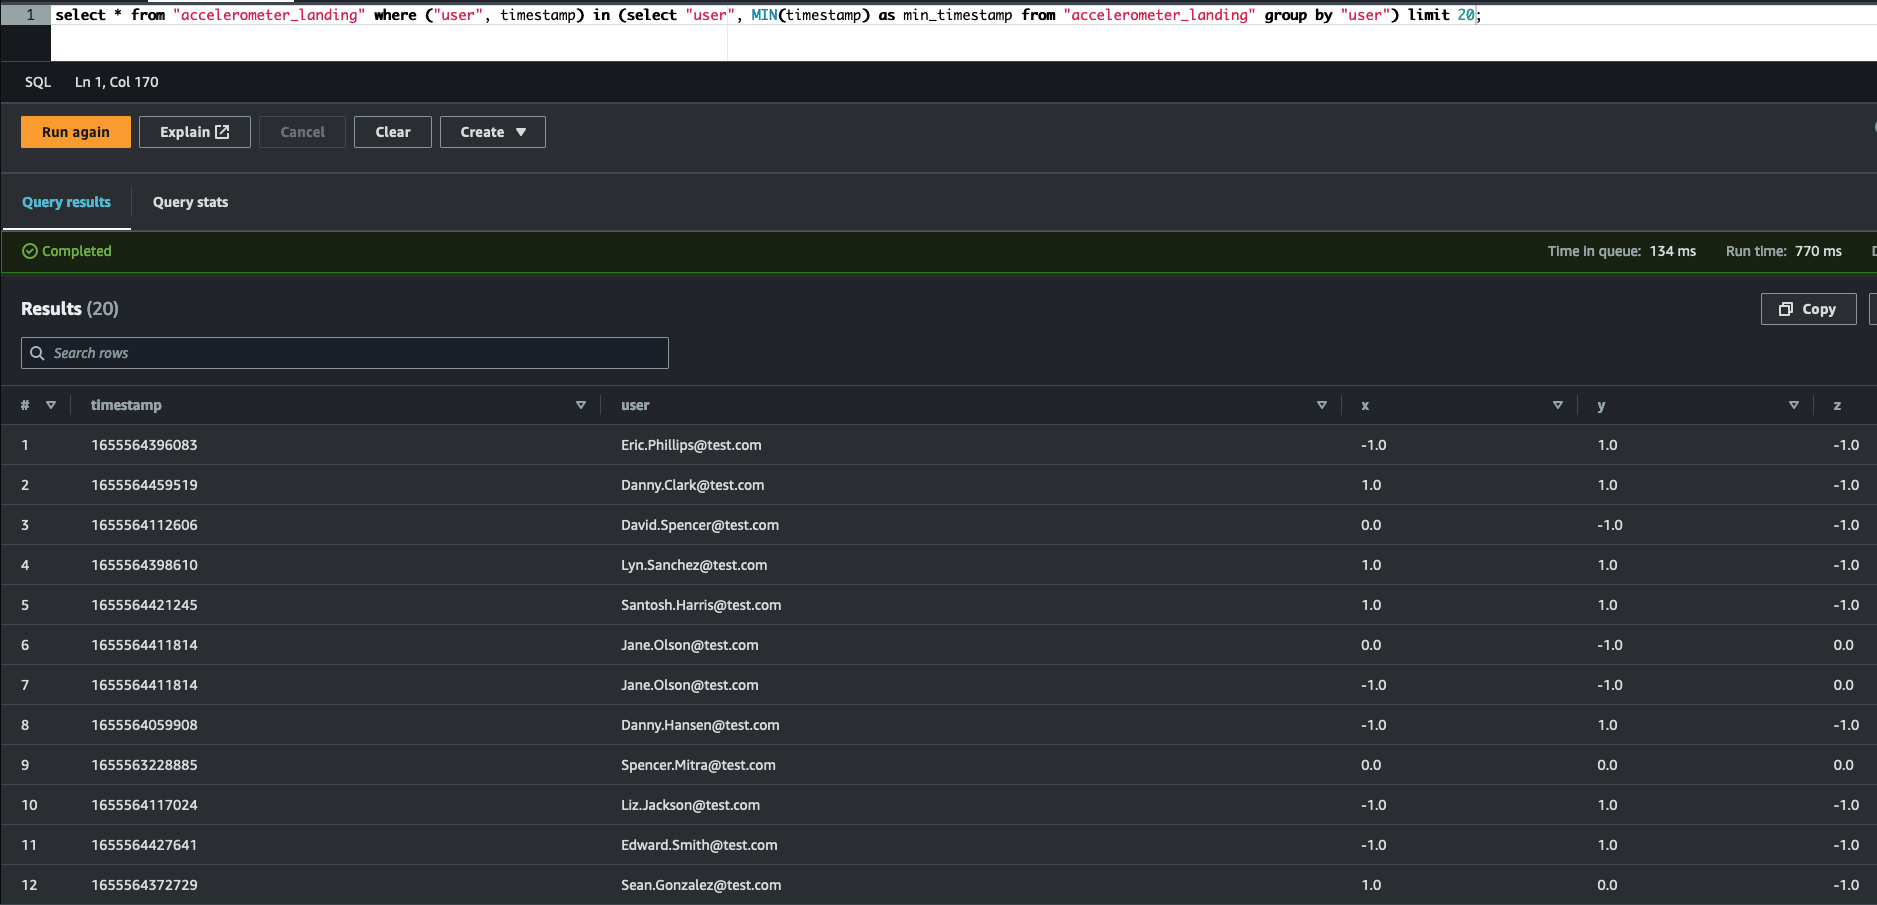 1 select * from "accelerometer_landing" where ("user", timestamp) in (select "user", MIN(timestamp) as min_timestamp from "accelerometer_landing" group by "user") limit 20;
SQL Ln 1, Col 170
Run again Explain Cancel Clear Create
Query results Query stats
Completed Time in queue: 134 ms Run time: 770 ms
Results (20) Copy
Search rows
# timestamp user x y z
1 1655564396083 Eric.Phillips@test.com -1.0 1.0 -1.0
2 1655564459519 Danny.Clark@test.com 1.0 1.0 -1.0
3 1655564112606 David.Spencer@test.com 0.0 -1.0 -1.0
4 1655564398610 Lyn.Sanchez@test.com 1.0 1.0 -1.0
5 1655564421245 Santosh.Harris@test.com 1.0 1.0 -1.0
6 1655564411814 Jane.Olson@test.com 0.0 -1.0 0.0
7 1655564411814 Jane.Olson@test.com -1.0 -1.0 0.0
8 1655564059908 Danny.Hansen@test.com -1.0 1.0 -1.0
9 1655563228885 Spencer.Mitra@test.com 0.0 0.0 0.0
10 1655564117024 Liz.Jackson@test.com -1.0 1.0 -1.0
11 1655564427641 Edward.Smith@test.com -1.0 1.0 -1.0
12 1655564372729 Sean.Gonzalez@test.com 1.0 0.0 -1.0